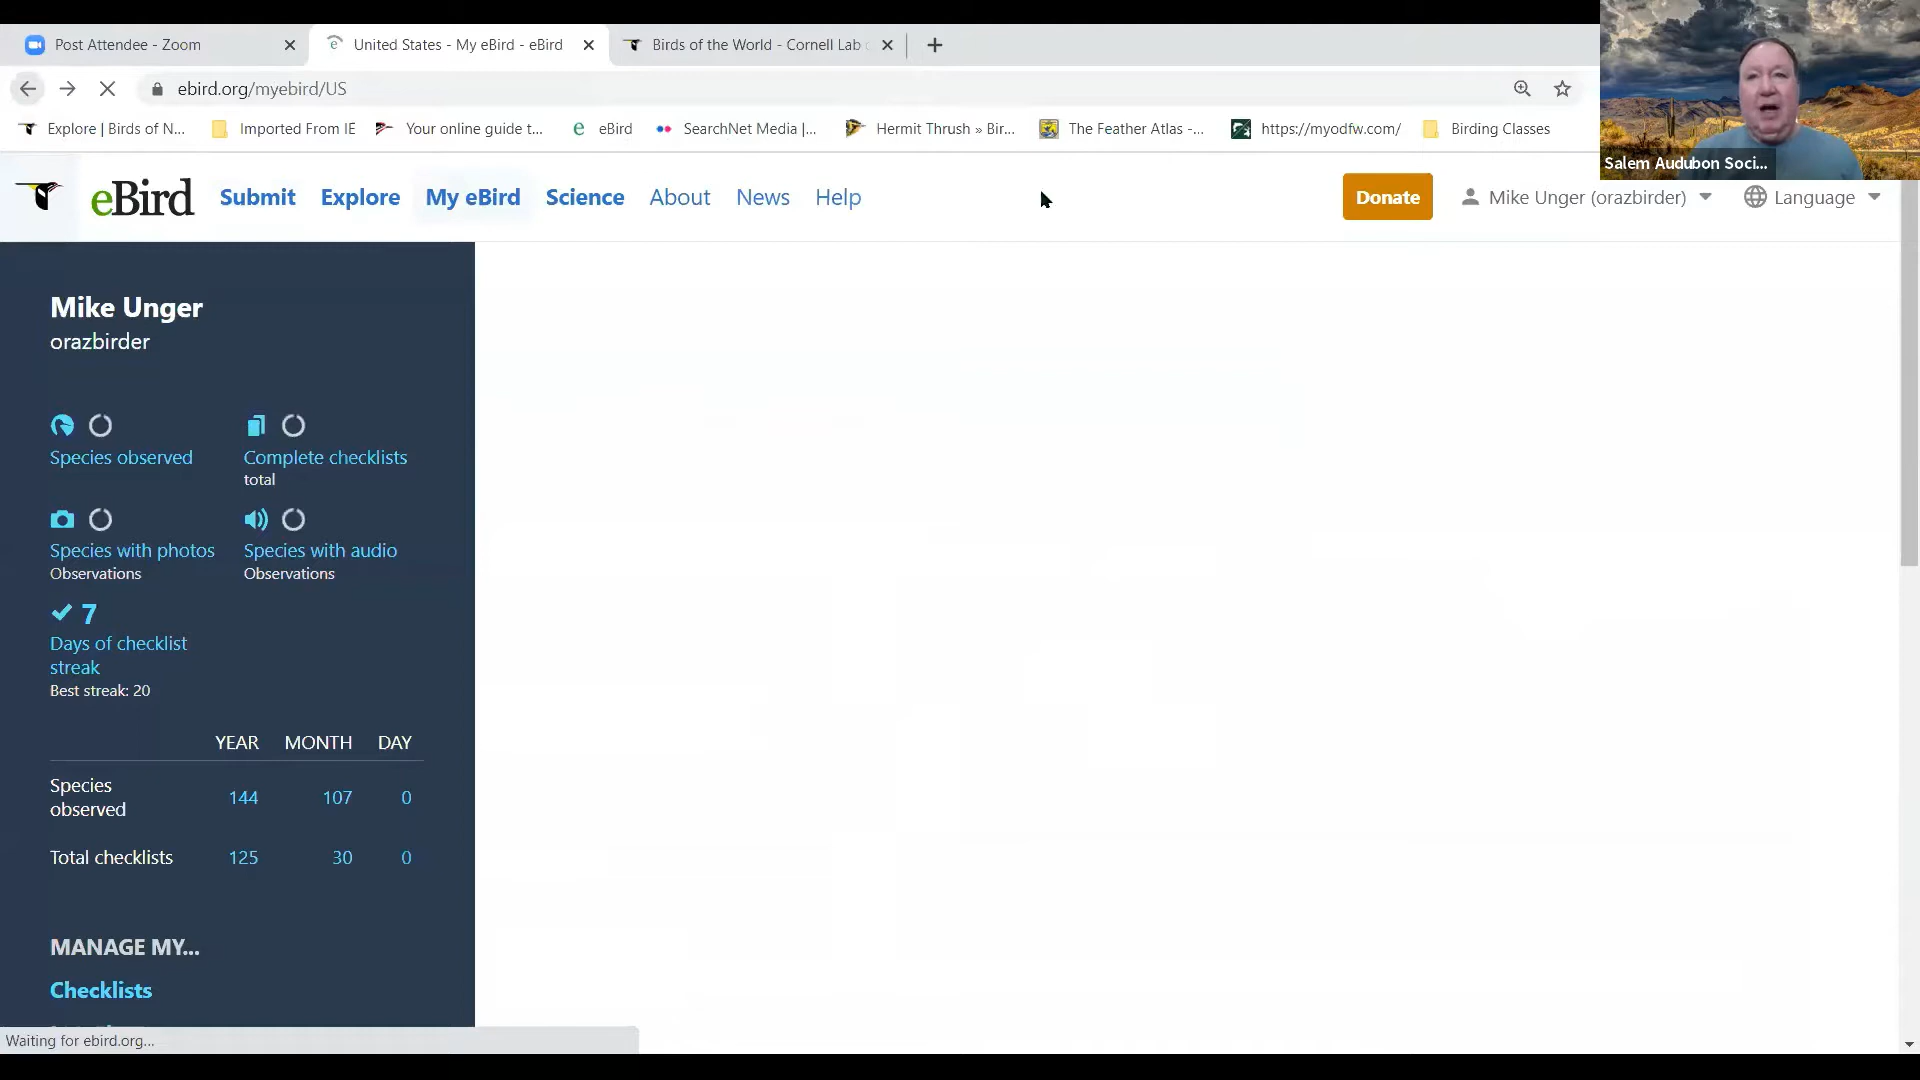 Post Attendee - Zoom
United States - My eBird - eBird
Birds of the World - Cornell Lab
ebird.org/myebird/US
Explore | Birds of N...
Imported From IE
Your online guide t...
eBird
SearchNet Media |...
Hermit Thrush » Bir...
The Feather Atlas -...
https://myodfw.com/
Birding Classes
Salem Audubon Soci...
eBird
Submit
Explore
My eBird
Science
About
News
Help
Donate
Mike Unger (orazbirder)
Language
Mike Unger
orazbirder
Species observed
Complete checklists
total
Species with photos
Observations
Species with audio
Observations
7
Days of checklist
streak
Best streak: 20
YEAR MONTH DAY
Species
observed
144 107 0
Total checklists 125 30 0
MANAGE MY...
Checklists
Waiting for ebird.org...